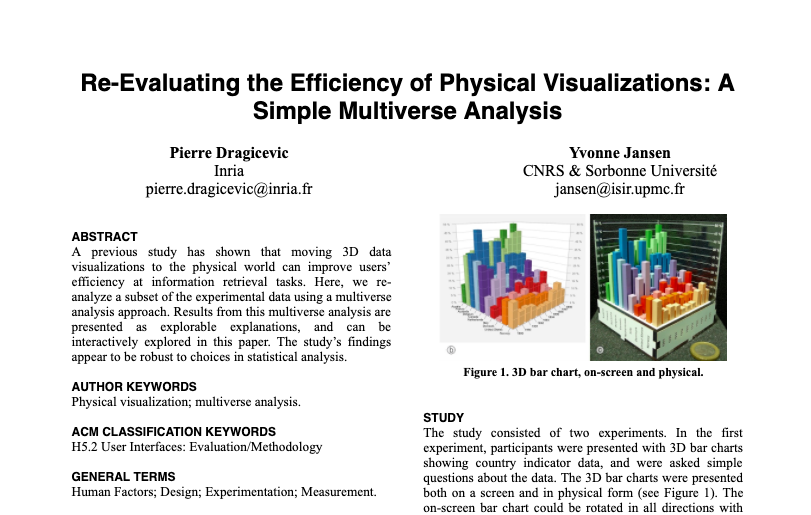 Re-Evaluating the Efficiency of Physical Visualizations: A
Simple Multiverse Analysis
Pierre Dragicevic
Inria
pierre.dragicevic@inria.fr
Yvonne Jansen
CNRS & Sorbonne Université
jansen@isir.upmc.fr
ABSTRACT
A previous study has shown that moving 3D data
visualizations to the physical world can improve users’
efficiency at information retrieval tasks. Here, we re-
analyze a subset of the experimental data using a multiverse
analysis approach. Results from this multiverse analysis are
presented as explorable explanations, and can be
interactively explored in this paper. The study’s findings
appear to be robust to choices in statistical analysis.
AUTHOR KEYWORDS
Physical visualization; multiverse analysis.
ACM CLASSIFICATION KEYWORDS
H5.2 User Interfaces: Evaluation/Methodology
GENERAL TERMS
Human Factors; Design; Experimentation; Measurement.
b
c
Figure 1. 3D bar chart, on-screen and physical.
STUDY
The study consisted of two experiments. In the first
experiment, participants were presented with 3D bar charts
showing country indicator data, and were asked simple
questions about the data. The 3D bar charts were presented
both on a screen and in physical form (see Figure 1). The
on-screen bar chart could be rotated in all directions with